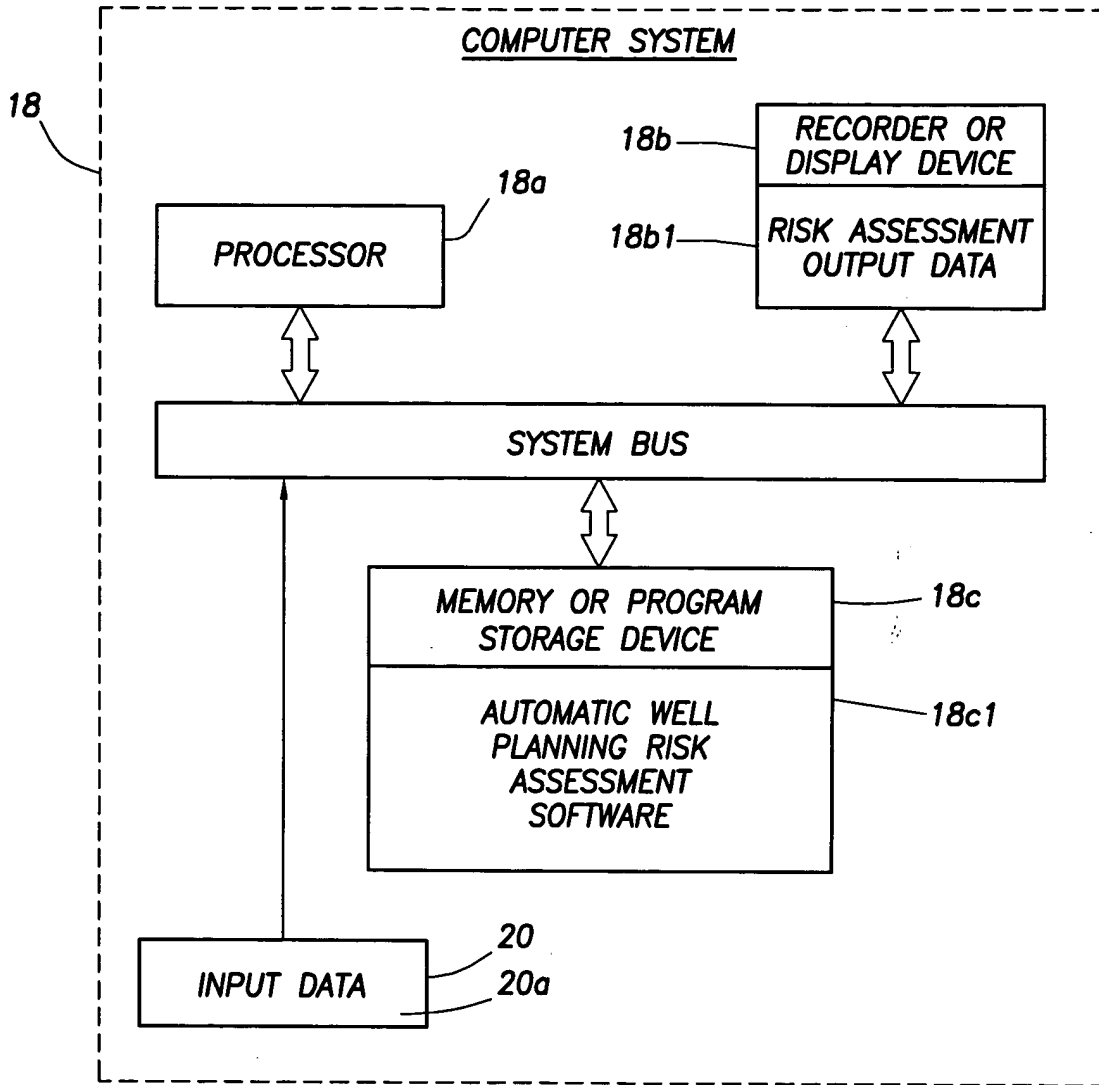 COMPUTER SYSTEM
18
RECORDER OR
DISPLAY DEVICE
18b
18a
RISK ASSESSMENT
OUTPUT DATA
18b1
PROCESSOR
SYSTEM BUS
MEMORY OR PROGRAM
STORAGE DEVICE
18c
AUTOMATIC WELL
PLANNING RISK
ASSESSMENT
SOFTWARE
18c1
20
INPUT DATA
20a